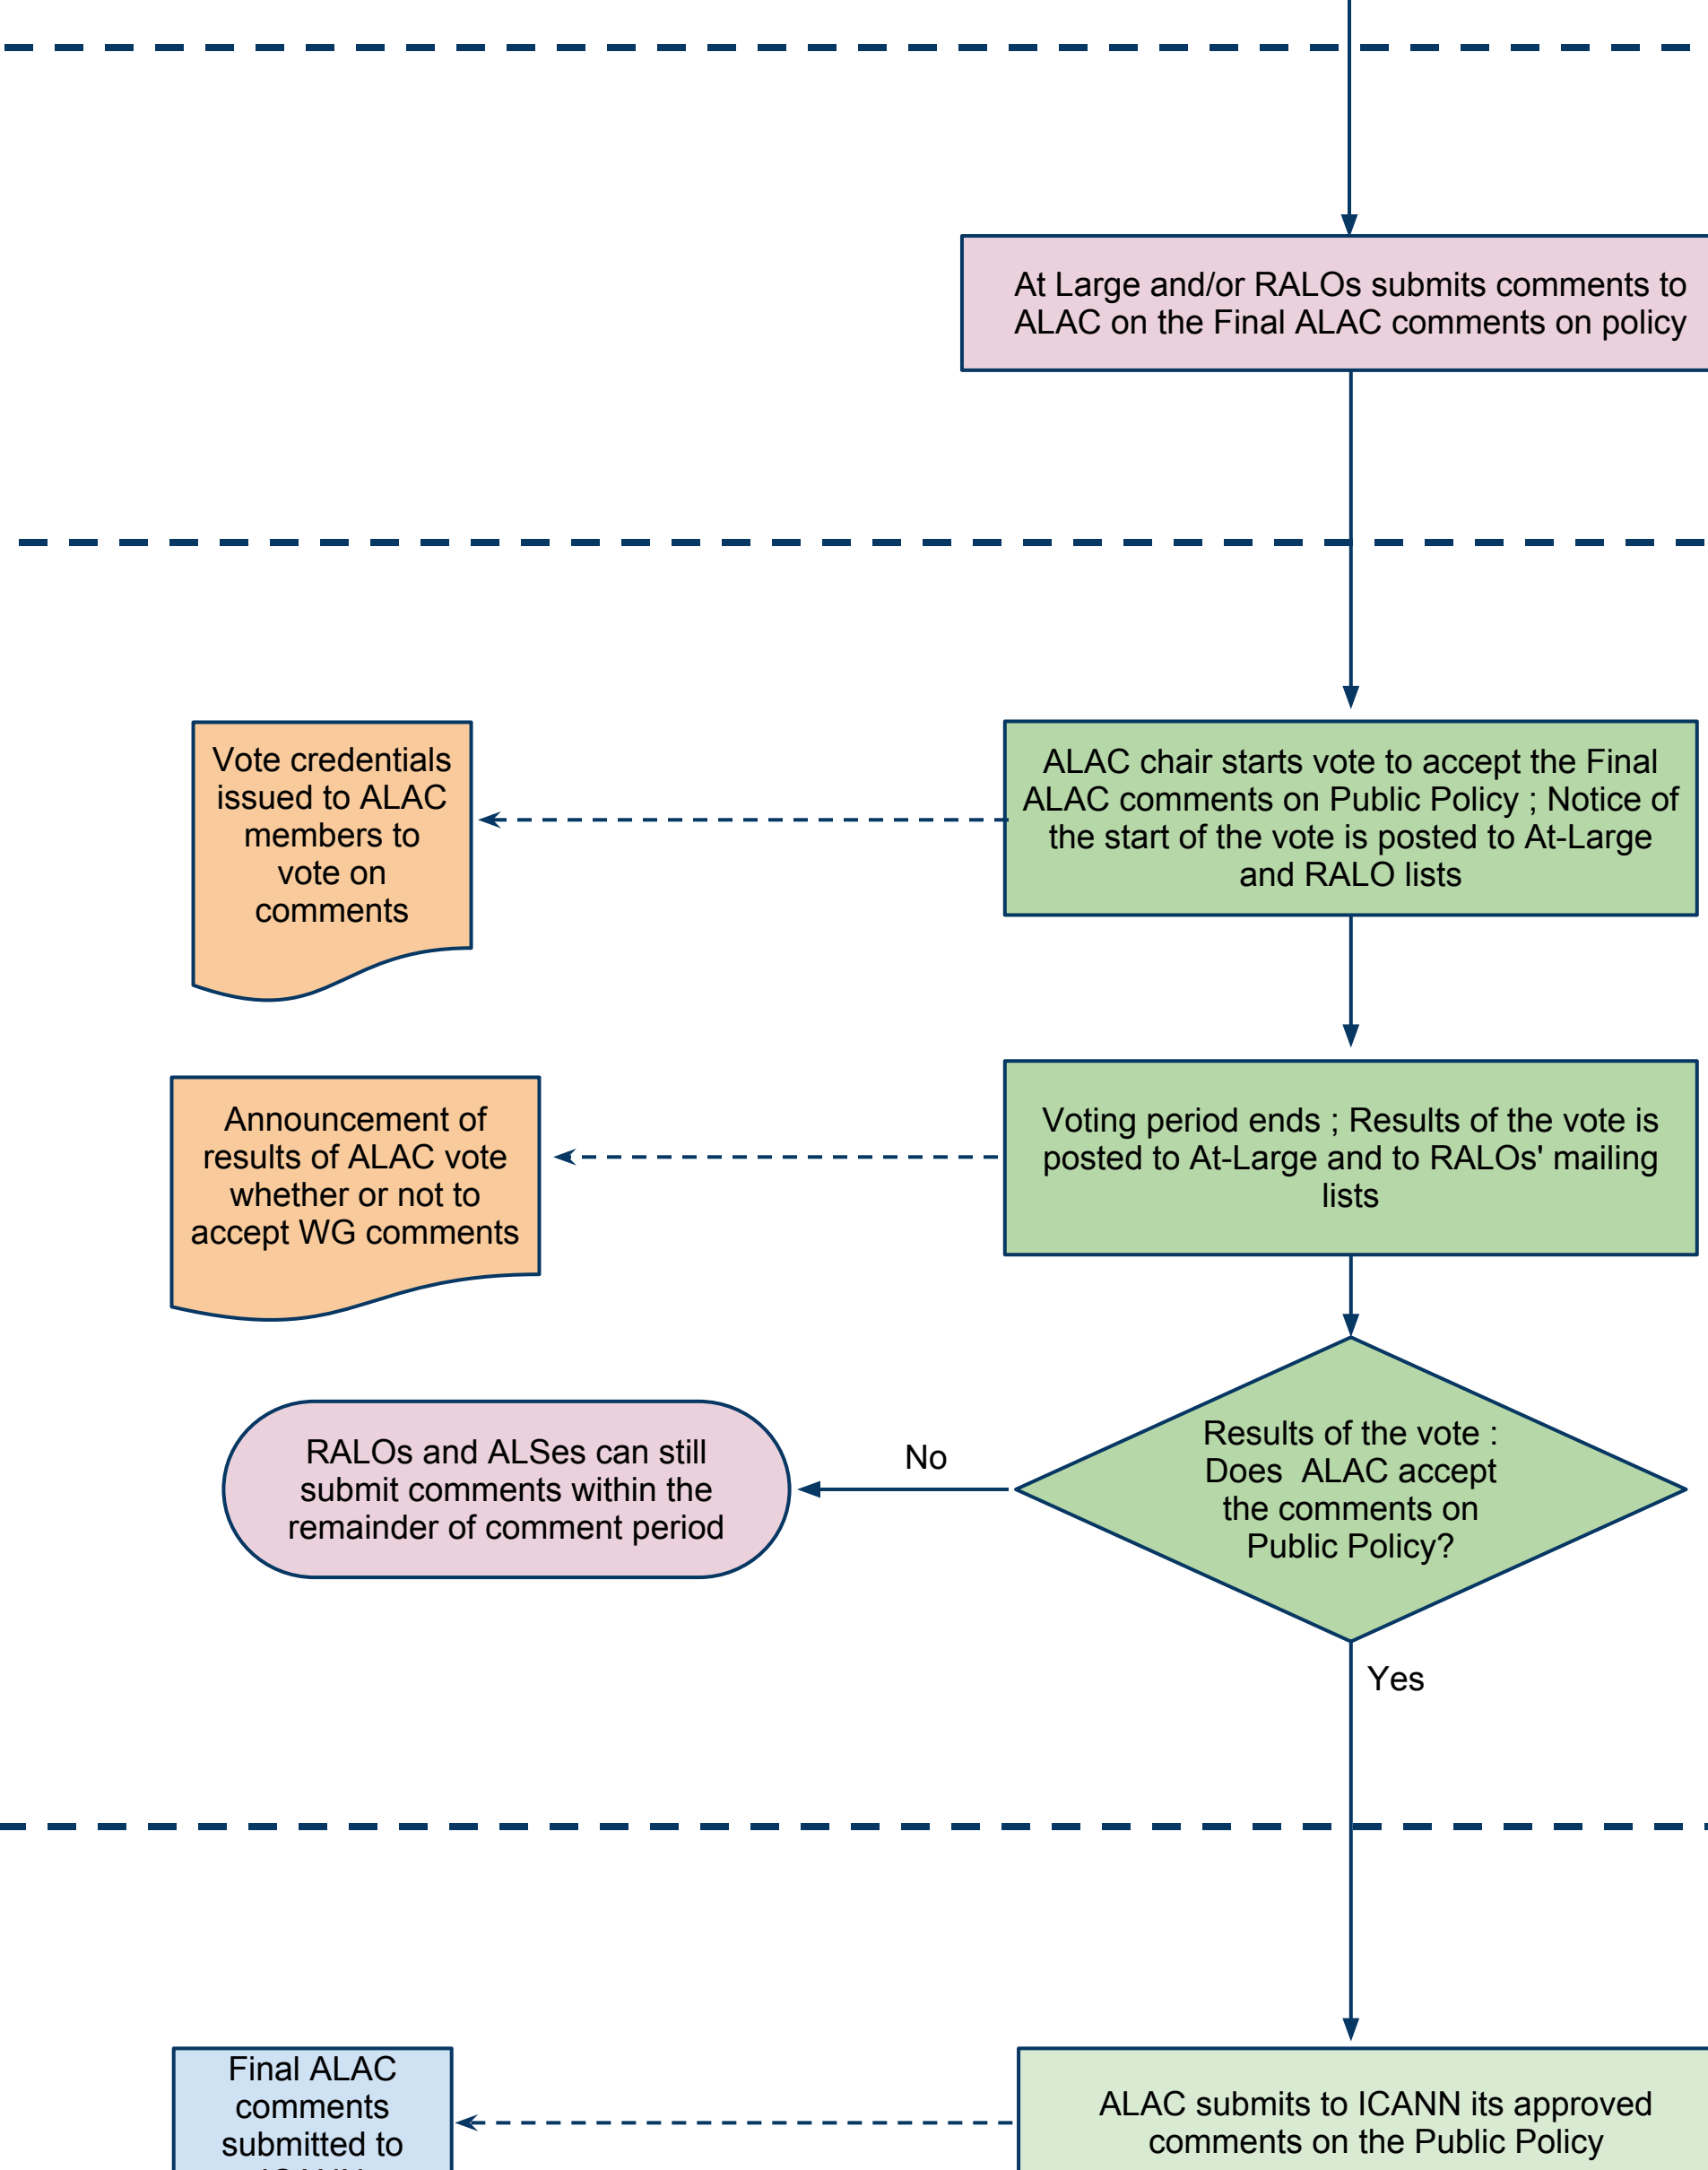 At Large and/or RALOs submits comments to
ALAC on the Final ALAC comments on policy
Vote credentials
issued to ALAC
members to
vote on
comments
ALAC chair starts vote to accept the Final
ALAC comments on Public Policy ; Notice of
the start of the vote is posted to At-Large
and RALO lists
Announcement of
results of ALAC vote
whether or not to
accept WG comments
Voting period ends ; Results of the vote is
posted to At-Large and to RALOs' mailing
lists
RALOs and ALSes can still
submit comments within the
remainder of comment period
No
Results of the vote :
Does  ALAC accept
the comments on
Public Policy?
Yes
Final ALAC
comments
submitted to
ALAC submits to ICANN its approved
comments on the Public Policy